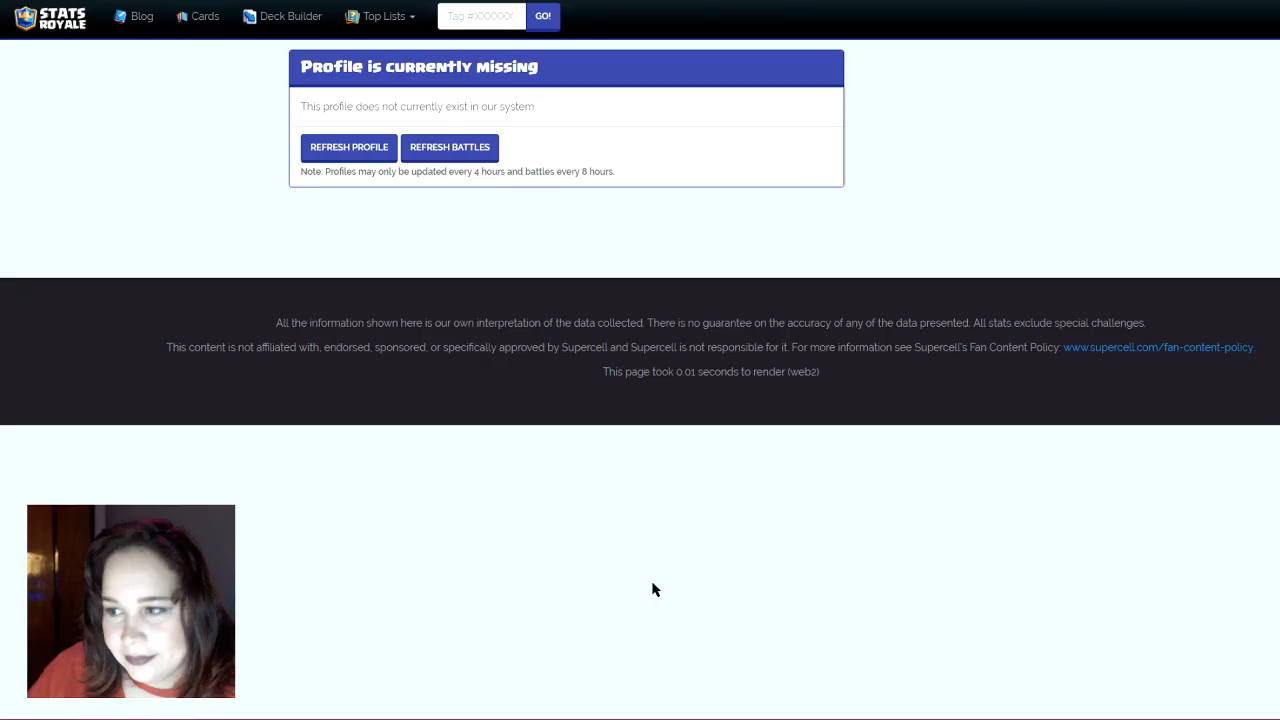 STATS ROYALE Blog Cards Deck Builder Top Lists Tag #XXXXXX GO!
Profile is currently missing
This profile does not currently exist in our system
REFRESH PROFILE REFRESH BATTLES
Note: Profiles may only be updated every 4 hours and battles every 8 hours.
All the information shown here is our own interpretation of the data collected. There is no guarantee on the accuracy of any of the data presented. All stats exclude special challenges.
This content is not affiliated with, endorsed, sponsored, or specifically approved by Supercell and Supercell is not responsible for it. For more information see Supercell's Fan Content Policy: www.supercell.com/fan-content-policy.
This page took 0.01 seconds to render (web2)